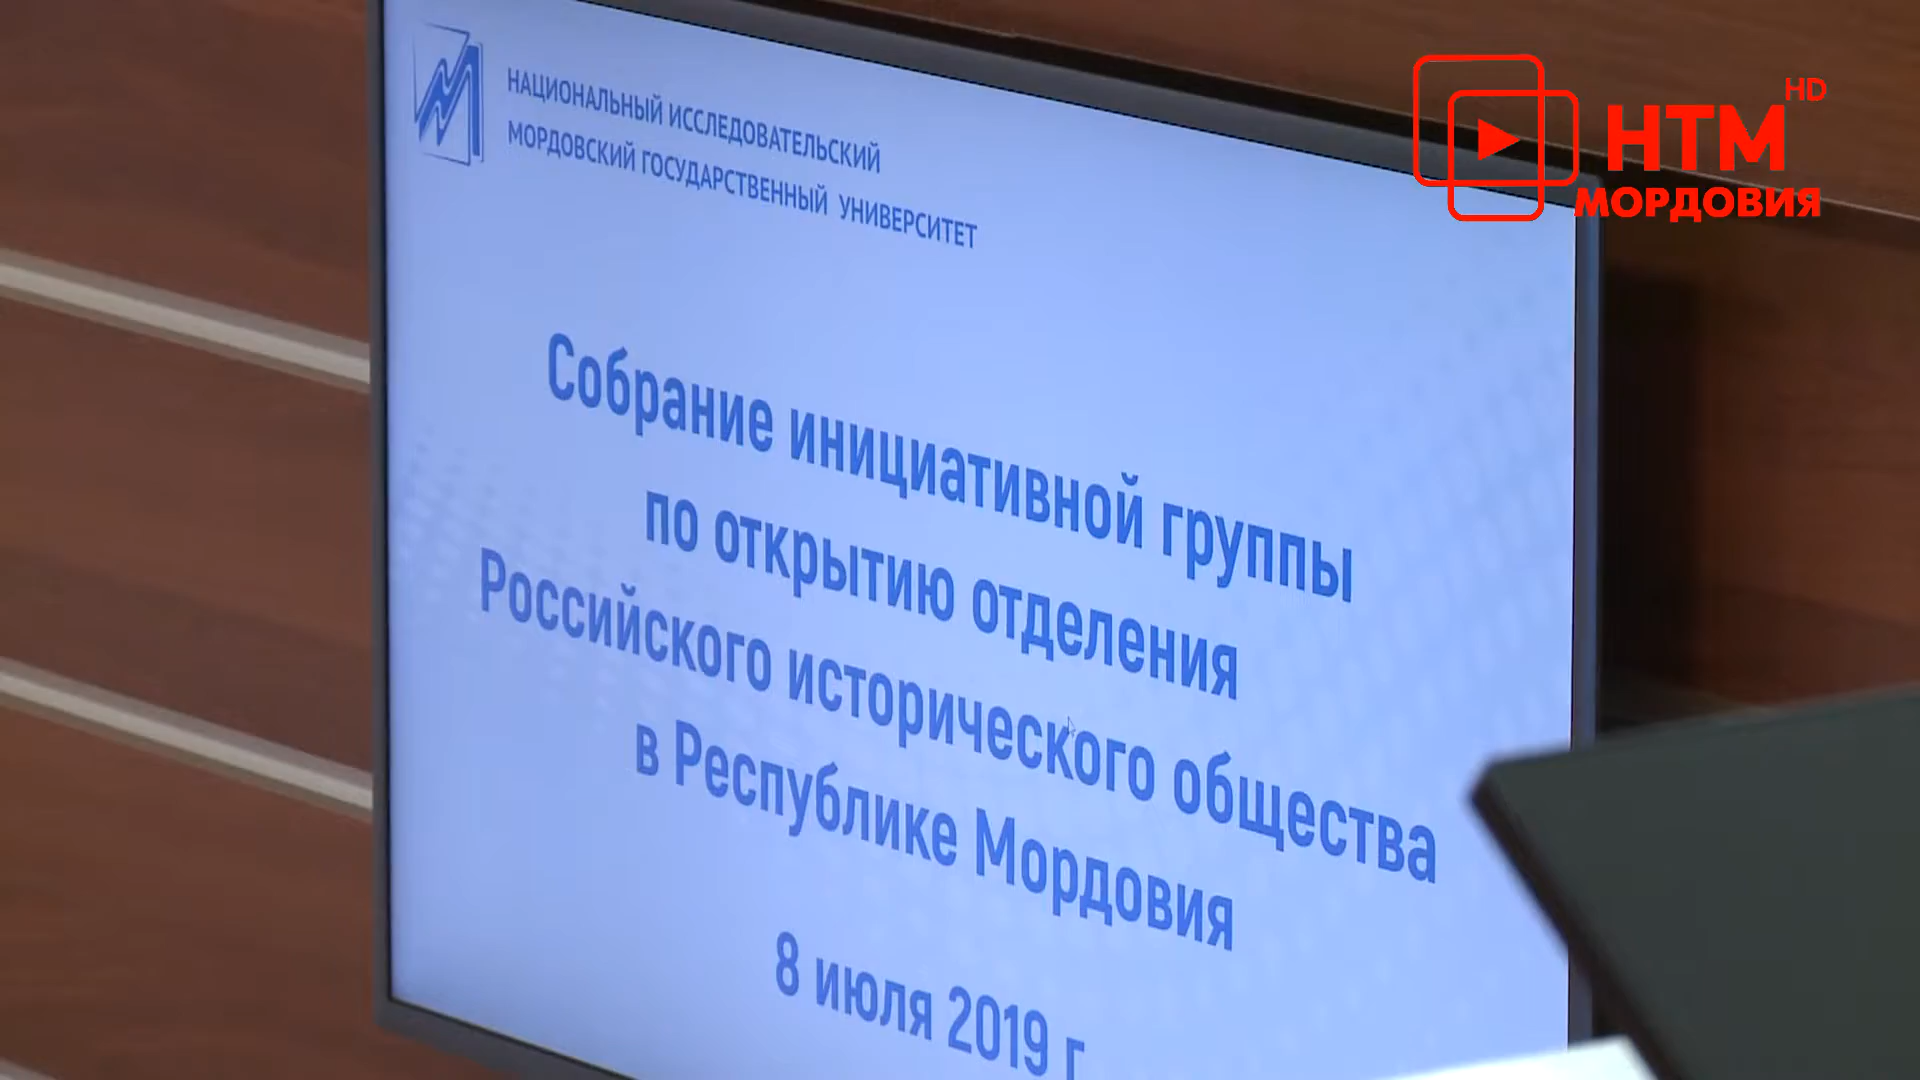 НАЦИОНАЛЬНЫЙ ИССЛЕДОВАТЕЛЬСКИЙ
МОРДОВСКИЙ ГОСУДАРСТВЕННЫЙ УНИВЕРСИТЕТ
HD
НТМ
МОРДОВИЯ
Собрание инициативной группы
по открытию отделения
Российского исторического общества
в Республике Мордовия
8 июля 2019 г